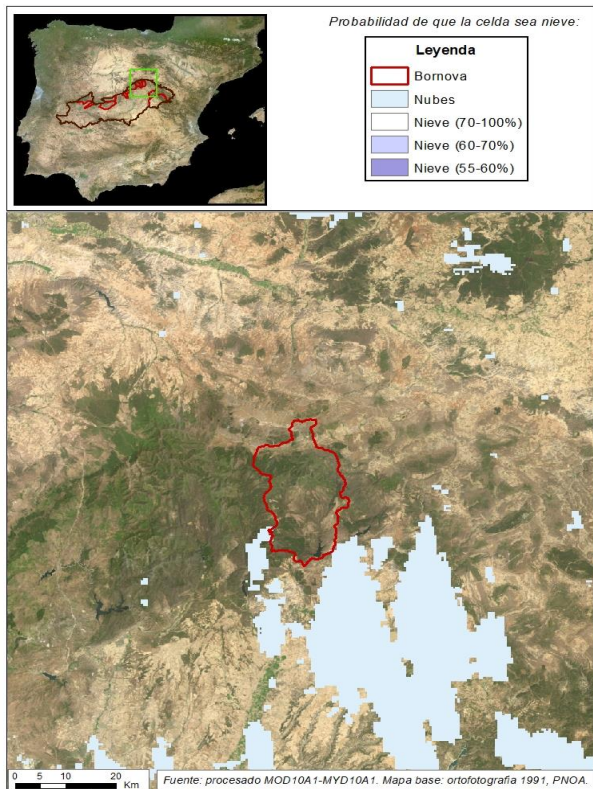 Probabilidad de que la celda sea nieve:
Leyenda
Bornova
Nubes
Nieve (70-100%)
Nieve (60-70%)
Nieve (55-60%)
0 5 10 20
Km
Fuente: procesado MOD10A1-MYD10A1. Mapa base: ortofotografia 1991, PNOA.